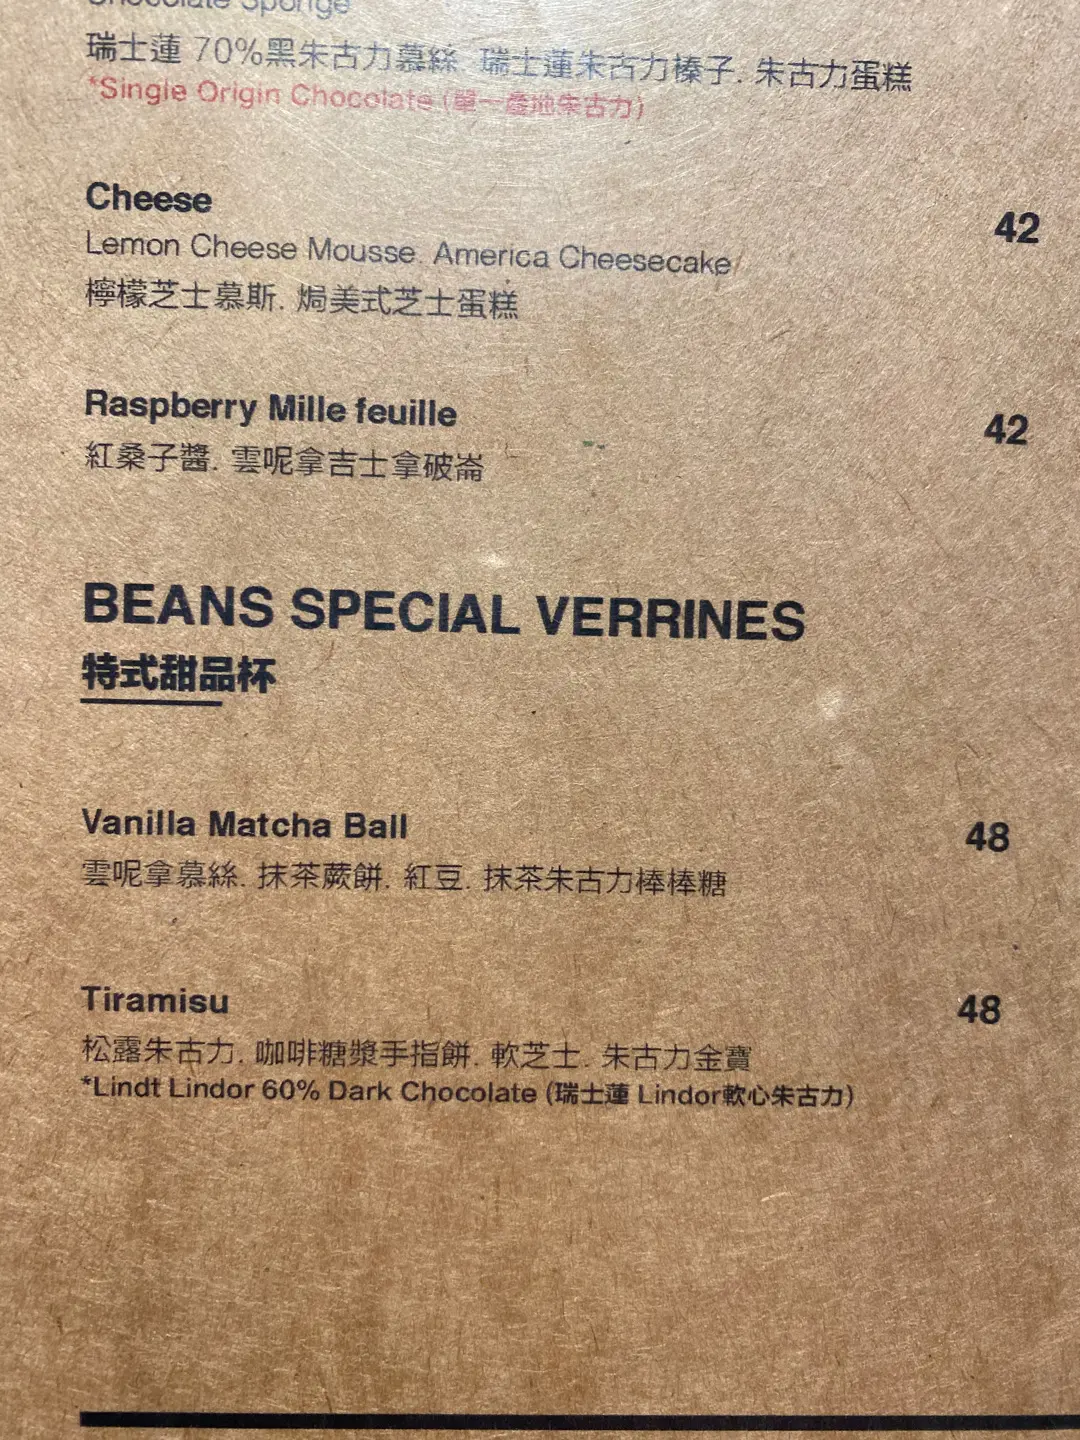 Chocolate Sponge
瑞士蓮 70%黑朱古力慕絲. 瑞士蓮朱古力榛子. 朱古力蛋糕
*Single Origin Chocolate (單一產地朱古力)
Cheese 42
Lemon Cheese Mousse. America Cheesecake
檸檬芝士慕斯. 焗美式芝士蛋糕
Raspberry Mille feuille 42
紅桑子醬. 雲呢拿吉士拿破崙
BEANS SPECIAL VERRINES
特式甜品杯
Vanilla Matcha Ball 48
雲呢拿慕絲. 抹茶蕨餅. 紅豆. 抹茶朱古力棒棒糖
Tiramisu 48
松露朱古力. 咖啡糖漿手指餅. 軟芝士. 朱古力金寶
*Lindt Lindor 60% Dark Chocolate (瑞士蓮 Lindor軟心朱古力)